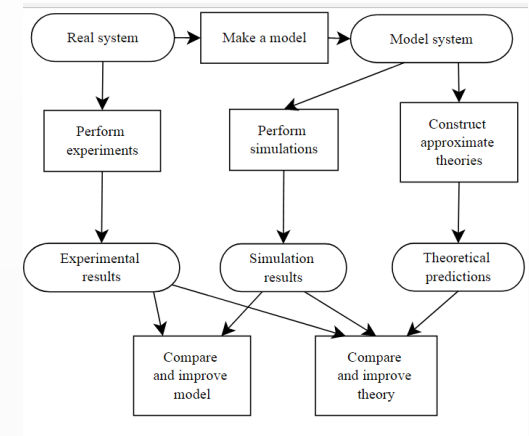 Real system
Make a model
Model system
Perform
experiments
Perform
simulations
Construct
approximate
theories
Experimental
results
Simulation
results
Theoretical
predictions
Compare
and improve
model
Compare
and improve
theory